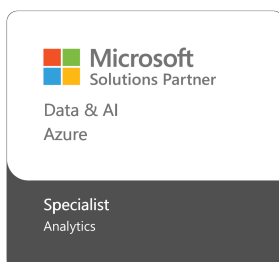 Microsoft
Solutions Partner
Data & AI
Azure
Specialist
Analytics